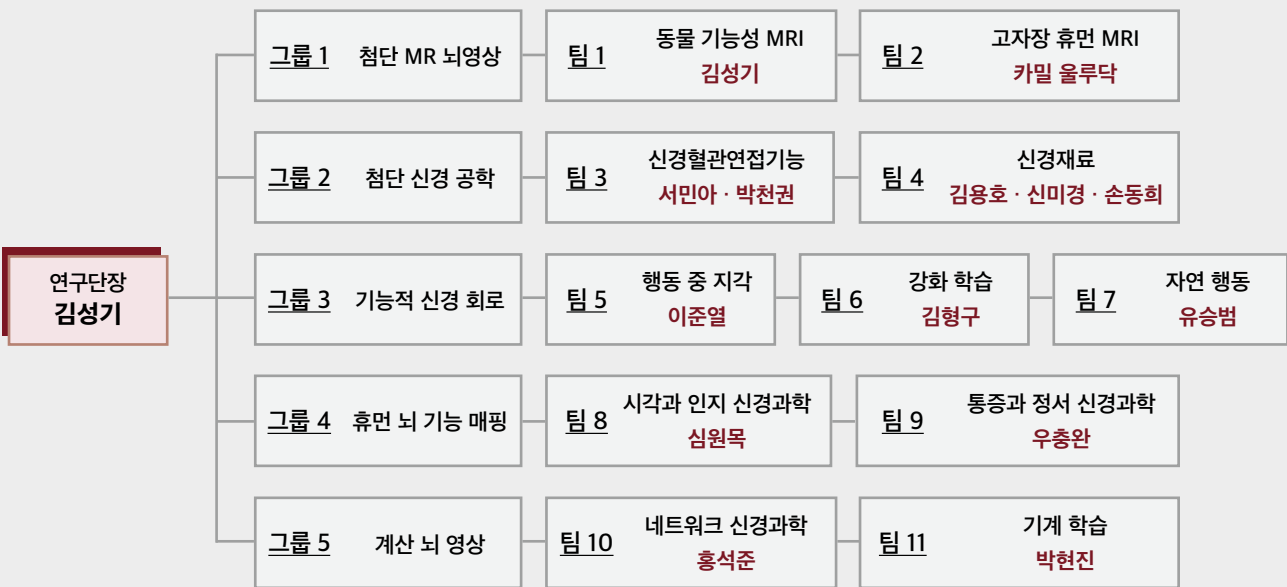 그룹 1 첨단 MR 뇌영상
팀 1 동물 기능성 MRI
김성기
팀 2 고자장 휴먼 MRI
카밀 울루닥
그룹 2 첨단 신경 공학
팀 3 신경혈관연접기능
서민아 · 박천권
팀 4 신경재료
김용호 · 신미경 · 손동희
연구단장
김성기
그룹 3 기능적 신경 회로
팀 5 행동 중 지각
이준열
팀 6 강화 학습
김형구
팀 7 자연 행동
유승범
그룹 4 휴먼 뇌 기능 매핑
팀 8 시각과 인지 신경과학
심원목
팀 9 통증과 정서 신경과학
우충완
그룹 5 계산 뇌 영상
팀 10 네트워크 신경과학
홍석준
팀 11 기계 학습
박현진